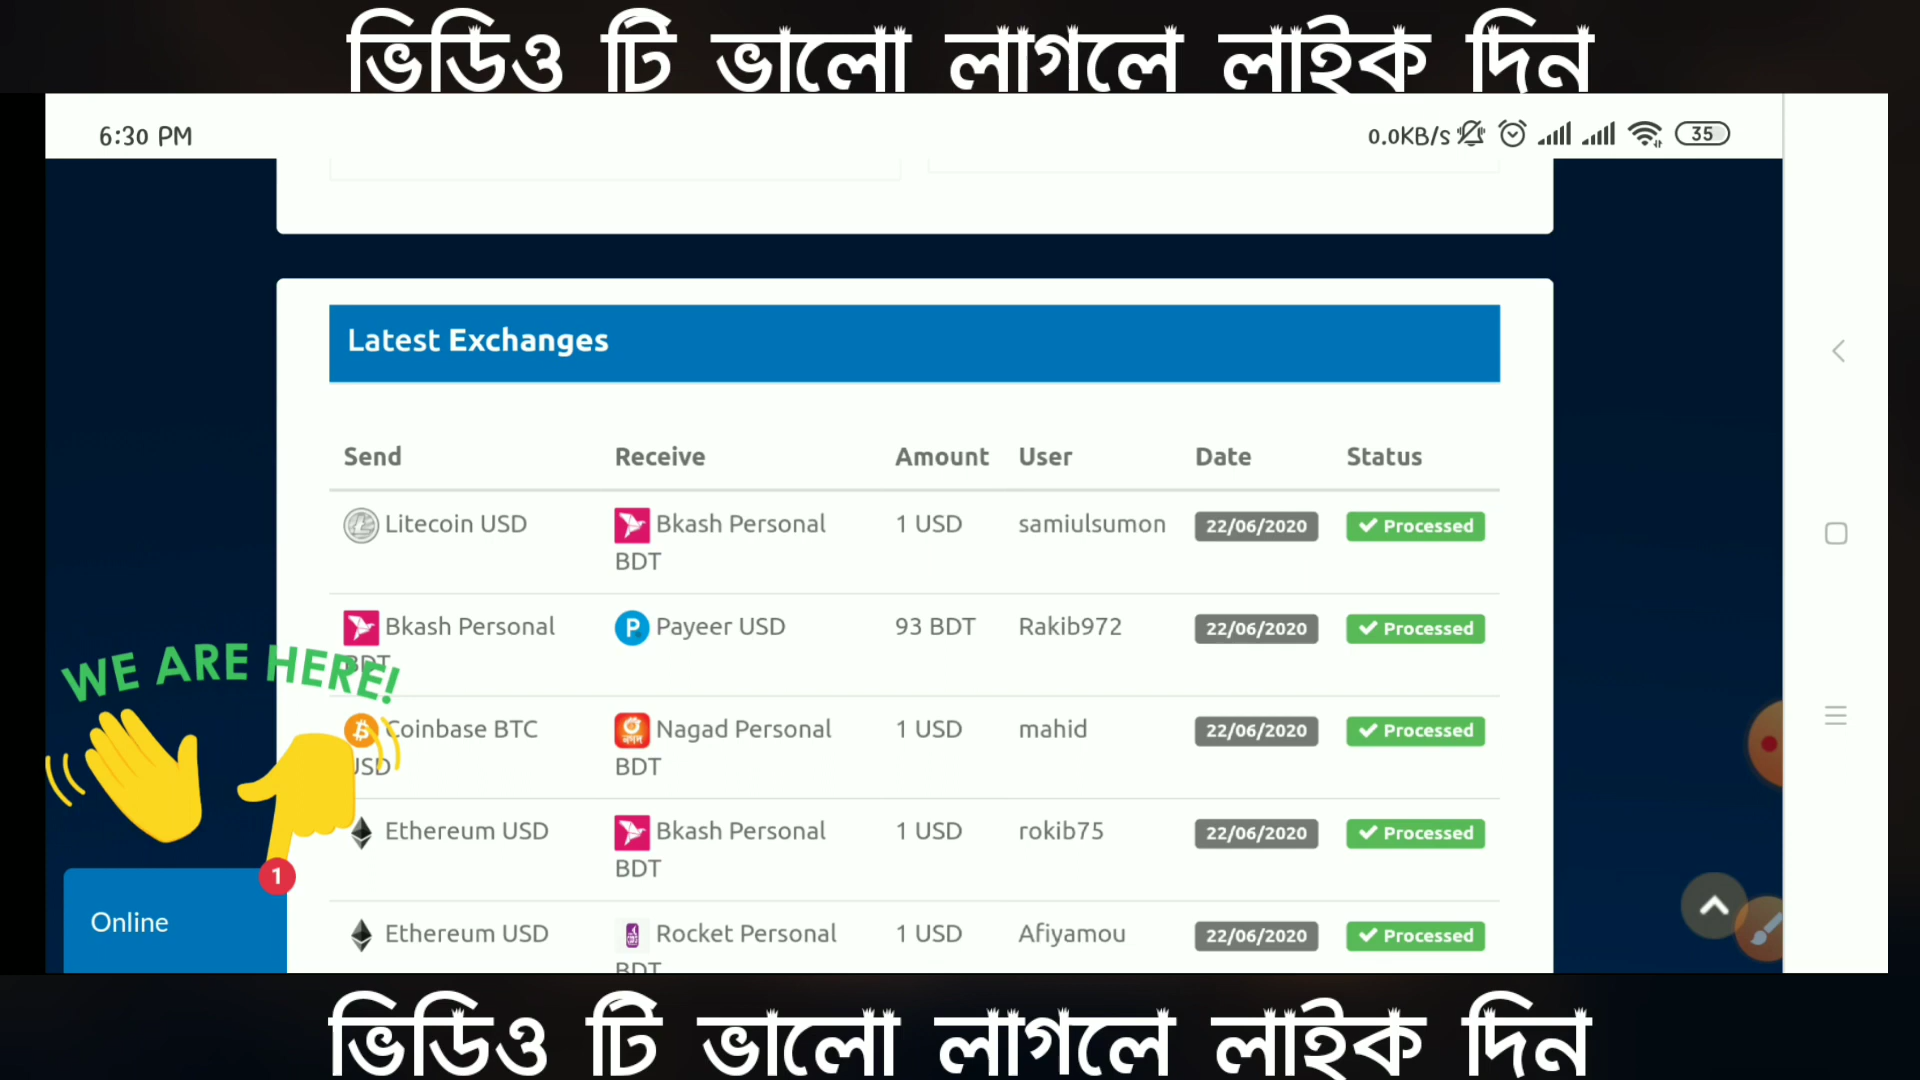 ভিডিও টি ভালো লাগলে লাইক দিন
6:30 PM 0.0KB/s 35
Latest Exchanges
Send Receive Amount User Date Status
Litecoin USD Bkash Personal BDT 1 USD samiulsumon 22/06/2020 Processed
Bkash Personal BDT Payeer USD 93 BDT Rakib972 22/06/2020 Processed
WE ARE HERE!
Coinbase BTC USD Nagad Personal BDT 1 USD mahid 22/06/2020 Processed
Ethereum USD Bkash Personal BDT 1 USD rokib75 22/06/2020 Processed
1
Online
Ethereum USD Rocket Personal BDT 1 USD Afiyamou 22/06/2020 Processed
ভিডিও টি ভালো লাগলে লাইক দিন